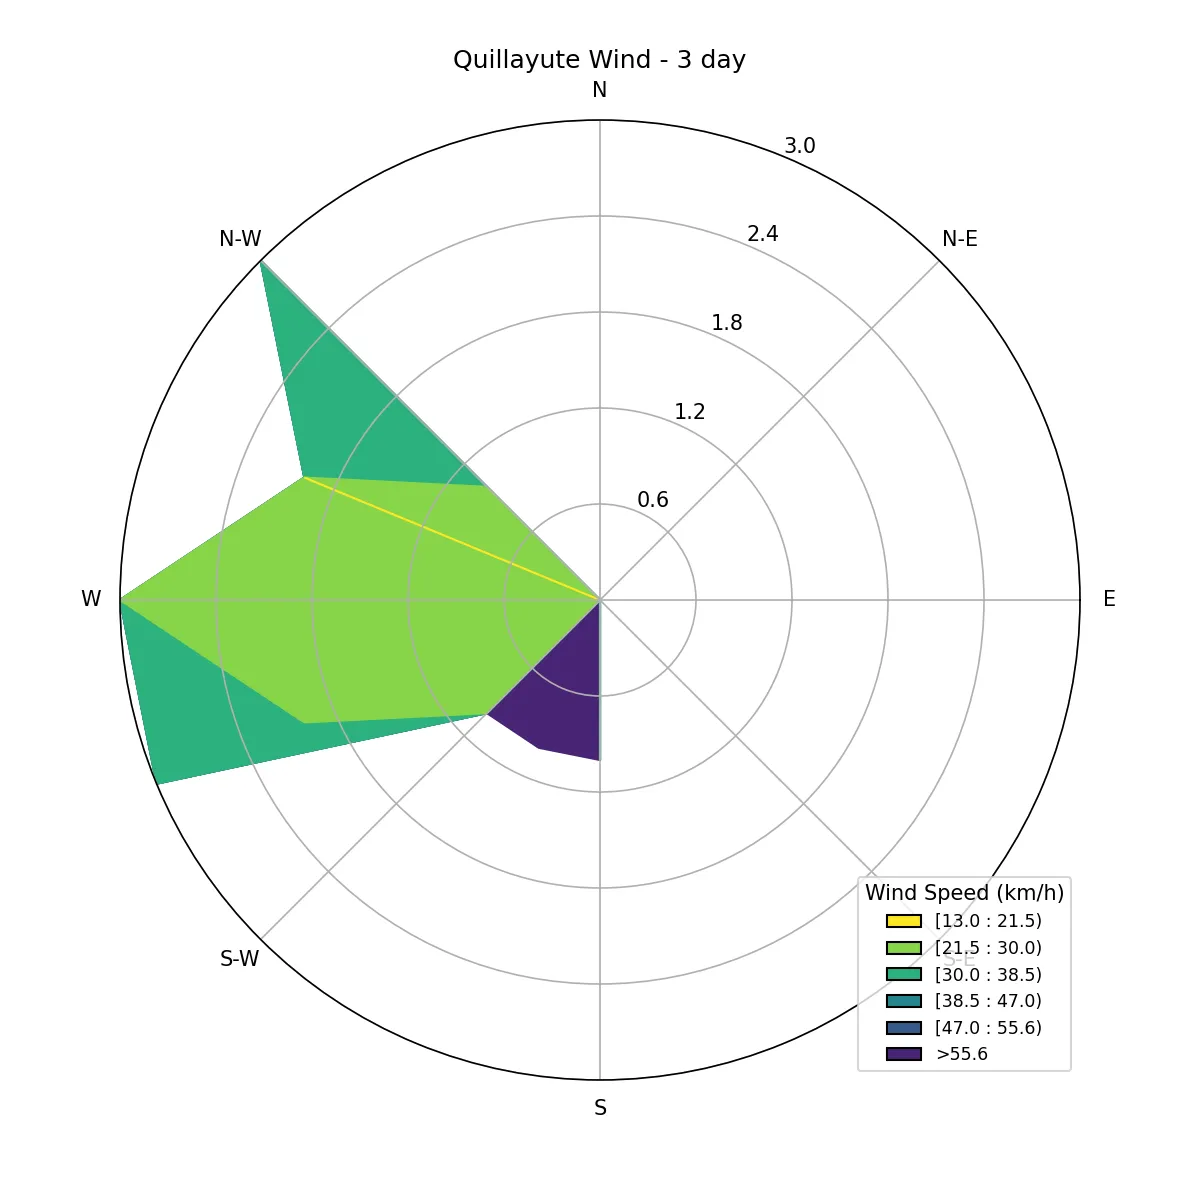 Quillayute Wind - 3 day
N
3.0
2.4
N-W
N-E
1.8
1.2
0.6
W
E
Wind Speed (km/h)
[13.0 : 21.5)
[21.5 : 30.0)
S-W
S-E
[30.0 : 38.5)
[38.5 : 47.0)
[47.0 : 55.6)
>55.6
S